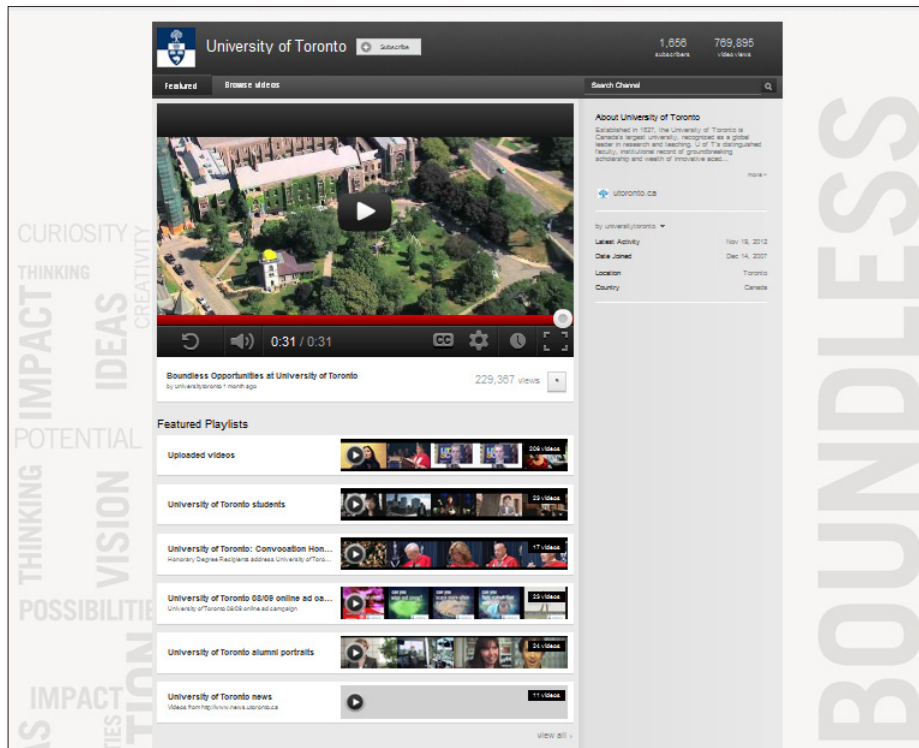 University of Toronto
Subscribe
1,656
subscribers
769,895
video views
Featured
Browse videos
Search Channel
About University of Toronto
Established in 1827, the University of Toronto is
Canada's largest university, recognized as a global
leader in research and teaching. U of T's distinguished
faculty, institutional record of groundbreaking
scholarship and wealth of innovative acad...
more
utoronto.ca
by universitytoronto
Latest Activity
Nov 19, 2012
Date Joined
Dec 14, 2007
Location
Toronto
Country
Canada
0:31 / 0:31
CC
Boundless Opportunities at University of Toronto
by universitytoronto 1 month ago
229,367 views
Featured Playlists
Uploaded videos
209 videos
University of Toronto students
23 videos
University of Toronto: Convocation Hon...
Honorary Degree Recipients address University of Toro...
17 videos
University of Toronto 08/09 online ad ca...
University of Toronto 08/09 online ad campaign
23 videos
University of Toronto alumni portraits
24 videos
University of Toronto news
Videos from http://www.news.utoronto.ca
11 videos
view all
CURIOSITY
CREATIVITY
THINKING
IMPACT
IDEAS
POTENTIAL
THINKING
VISION
POSSIBILITIE
IMPACT
TION
TIES
AS
BOUNDLESS